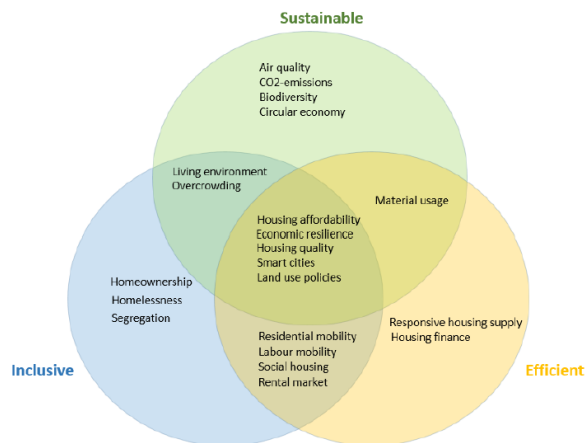 Sustainable
Air quality
CO2-emissions
Biodiversity
Circular economy
Living environment
Overcrowding
Material usage
Housing affordability
Economic resilience
Housing quality
Smart cities
Land use policies
Homeownership
Homelessness
Segregation
Responsive housing supply
Housing finance
Residential mobility
Labour mobility
Social housing
Rental market
Inclusive
Efficient